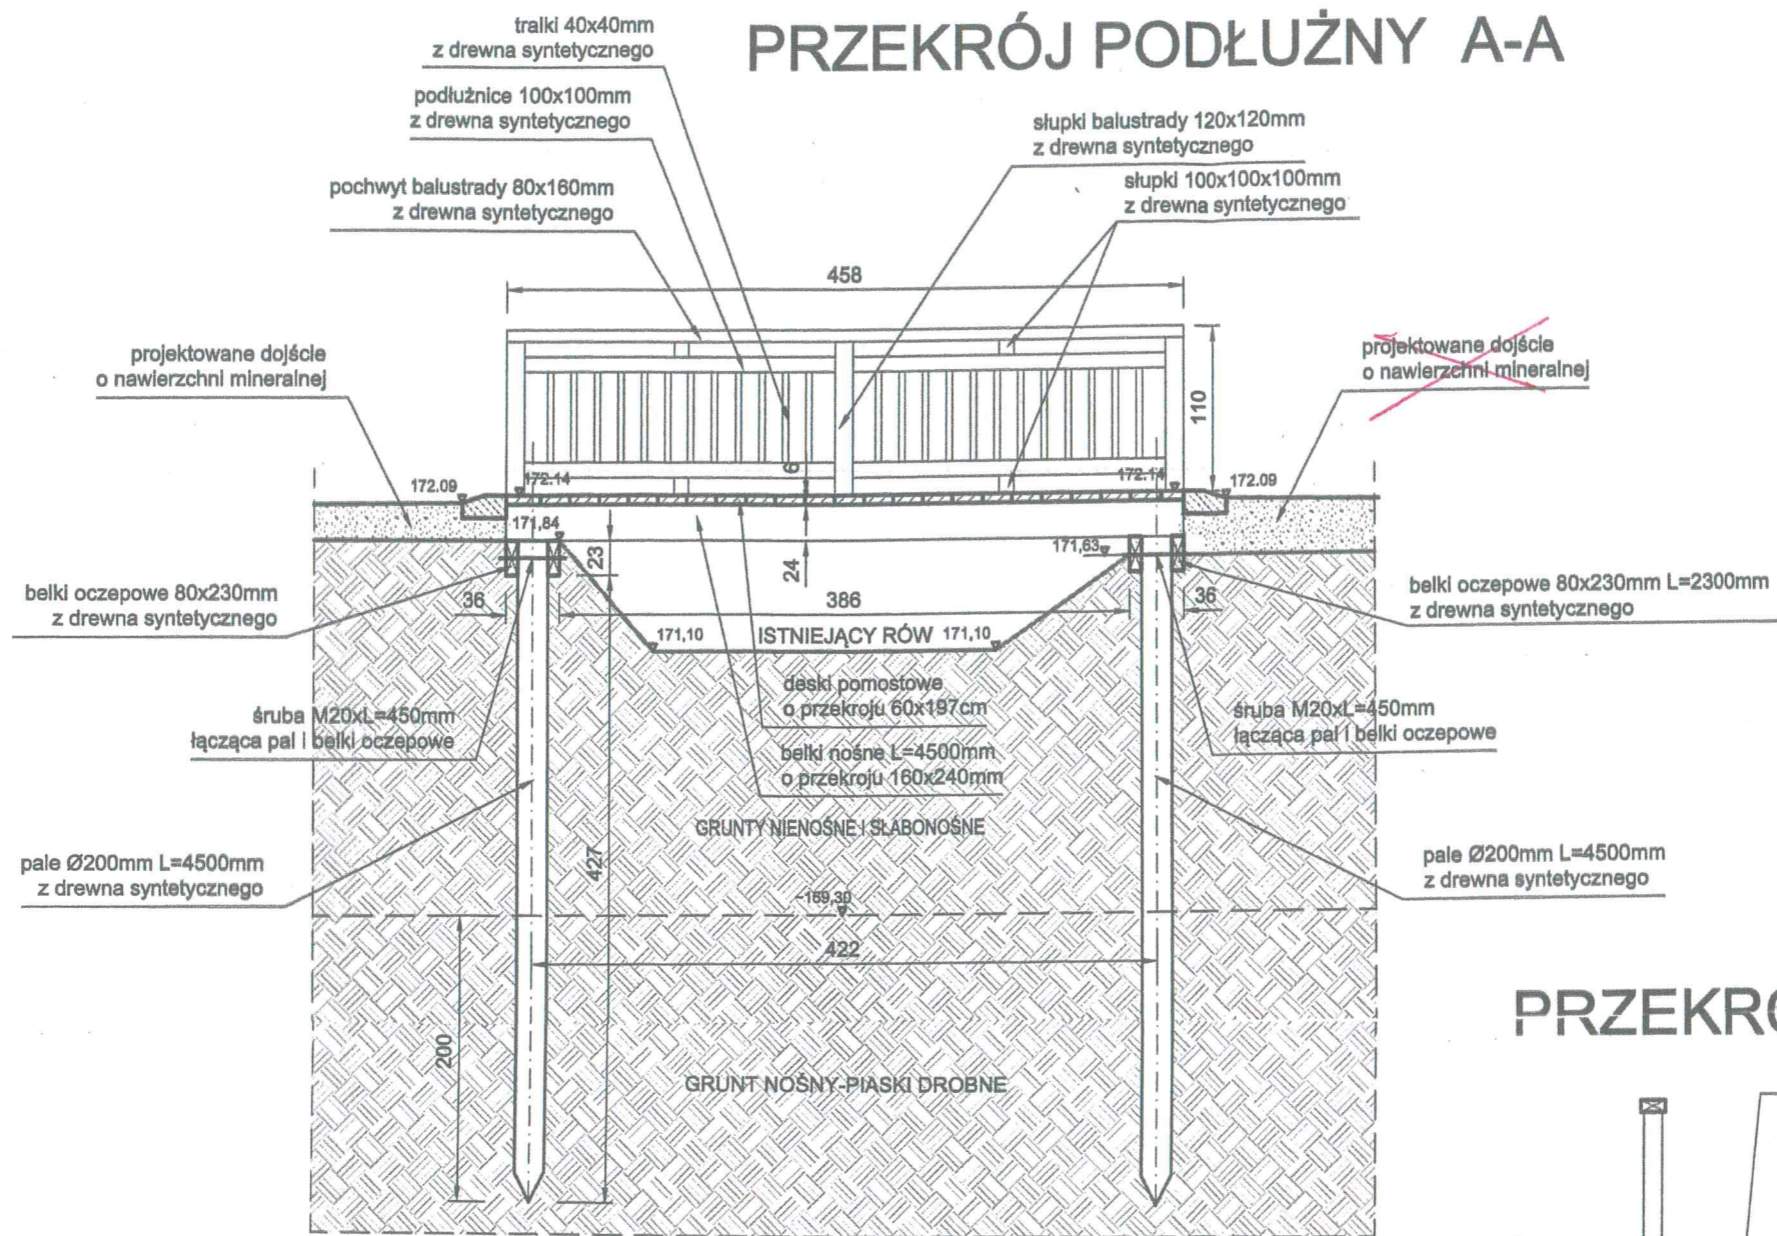 PRZEKRÓJ PODŁUŻNY A-A
tralki 40x40mm
z drewna syntetycznego
podłużnice 100x100mm
z drewna syntetycznego
pochwyt balustrady 80x160mm
z drewna syntetycznego
słupki balustrady 120x120mm
z drewna syntetycznego
słupki 100x100x100mm
z drewna syntetycznego
458
projektowane dojście
o nawierzchni mineralnej
projektowane dojście
o nawierzchni mineralnej
110
6
172.09
172.14
172.14
172.09
171,84
23
24
171,63
belki oczepowe 80x230mm
z drewna syntetycznego
36
386
36
belki oczepowe 80x230mm L=2300mm
z drewna syntetycznego
171,10
ISTNIEJĄCY RÓW
171,10
deski pomostowe
o przekroju 60x197cm
śruba M20xL=450mm
łącząca pal i belki oczepowe
śruba M20xL=450mm
łącząca pal i belki oczepowe
belki nośne L=4500mm
o przekroju 160x240mm
GRUNTY NIENOŚNE I SŁABONOŚNE
427
pale Ø200mm L=4500mm
z drewna syntetycznego
pale Ø200mm L=4500mm
z drewna syntetycznego
~169,30
422
200
GRUNT NOŚNY-PIASKI DROBNE
PRZEKRÓ